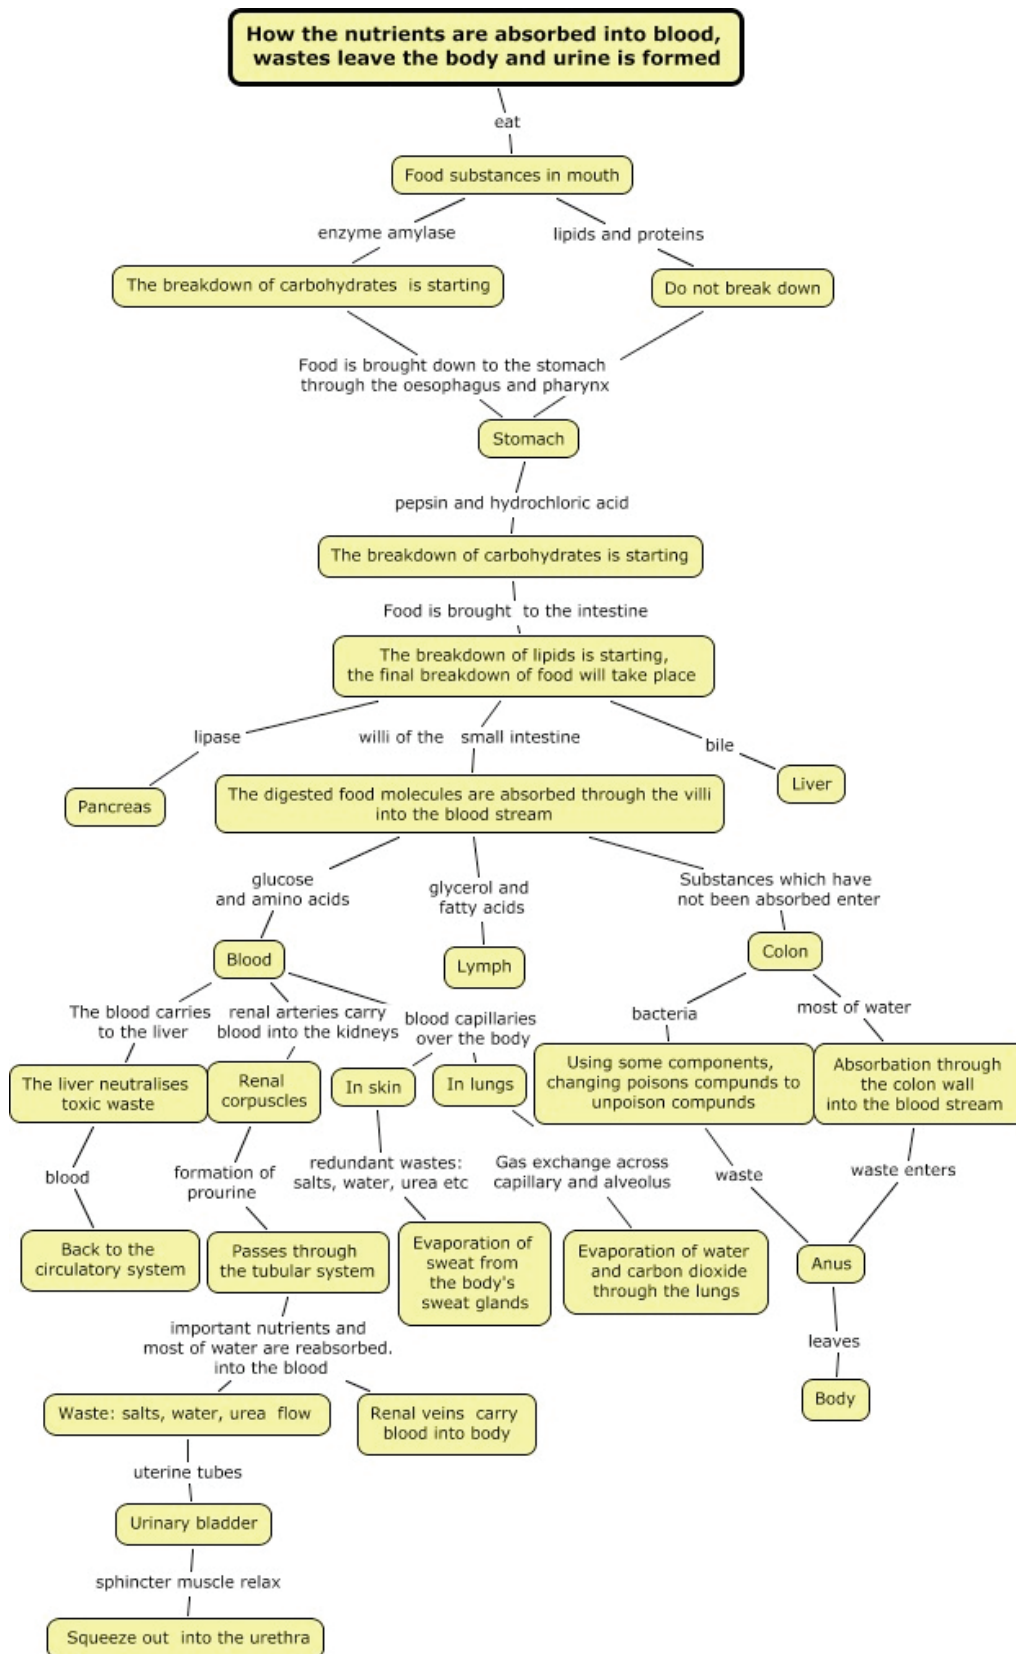 How the nutrients are absorbed into blood,
wastes leave the body and urine is formed
eat
Food substances in mouth
enzyme amylase
lipids and proteins
The breakdown of carbohydrates is starting
Do not break down
Food is brought down to the stomach
through the oesophagus and pharynx
Stomach
pepsin and hydrochloric acid
The breakdown of carbohydrates is starting
Food is brought to the intestine
The breakdown of lipids is starting,
the final breakdown of food will take place
lipase
willi of the small intestine
bile
Pancreas
The digested food molecules are absorbed through the villi
into the blood stream
Liver
glucose
and amino acids
glycerol and
fatty acids
Substances which have
not been absorbed enter
Blood
Lymph
Colon
The blood carries
to the liver
renal arteries carry
blood into the kidneys
blood capillaries
over the body
bacteria
most of water
The liver neutralises
toxic waste
Renal
corpuscles
In skin
In lungs
Using some components,
changing poisons compunds to
unpoison compunds
Absorbation through
the colon wall
into the blood stream
blood
formation of
prourine
redundant wastes:
salts, water, urea etc
Gas exchange across
capillary and alveolus
waste
waste enters
Back to the
circulatory system
Passes through
the tubular system
Evaporation of
sweat from
the body's
sweat glands
Evaporation of water
and carbon dioxide
through the lungs
Anus
important nutrients and
most of water are reabsorbed.
into the blood
leaves
Waste: salts, water, urea flow
Renal veins carry
blood into body
Body
uterine tubes
Urinary bladder
sphincter muscle relax
Squeeze out into the urethra